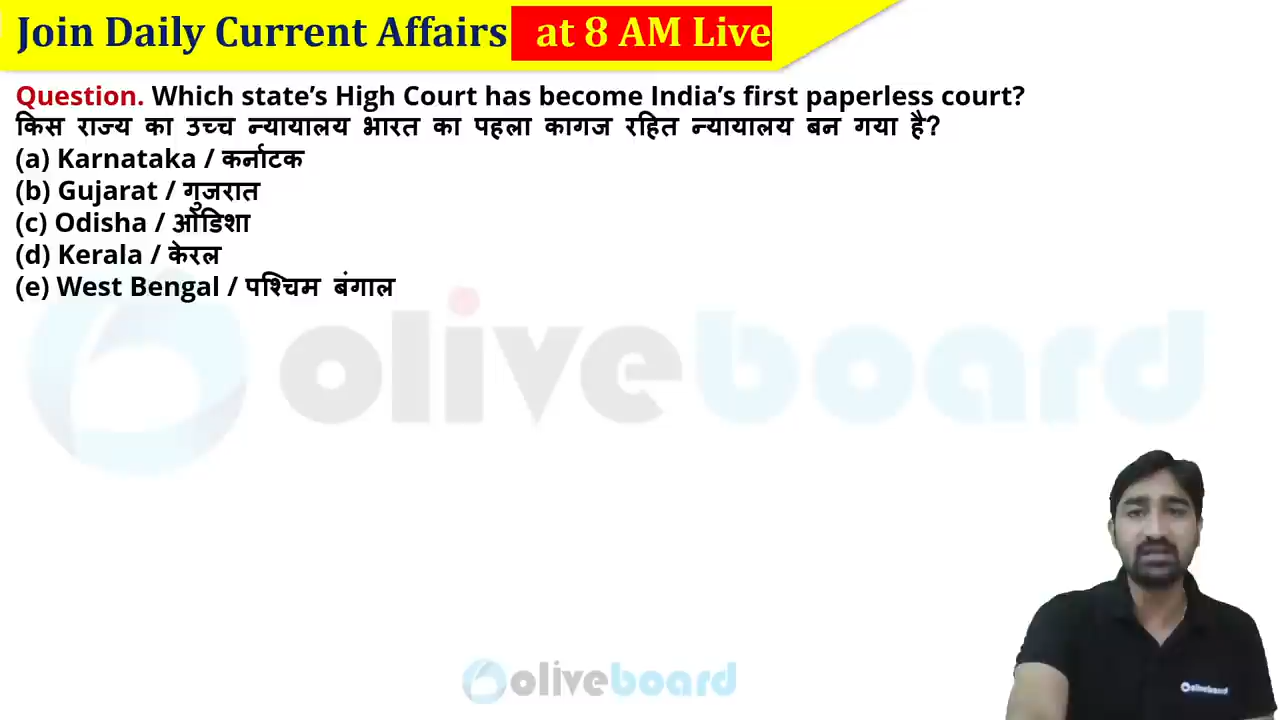 Join Daily Current Affairs at 8 AM Live
Question. Which state’s High Court has become India’s first paperless court?
किस राज्य का उच्च न्यायालय भारत का पहला कागज रहित न्यायालय बन गया है?
(a) Karnataka / कर्नाटक
(b) Gujarat / गुजरात
(c) Odisha / ओडिशा
(d) Kerala / केरल
(e) West Bengal / पश्चिम बंगाल
oliveboard
oliveboard
oliveboard